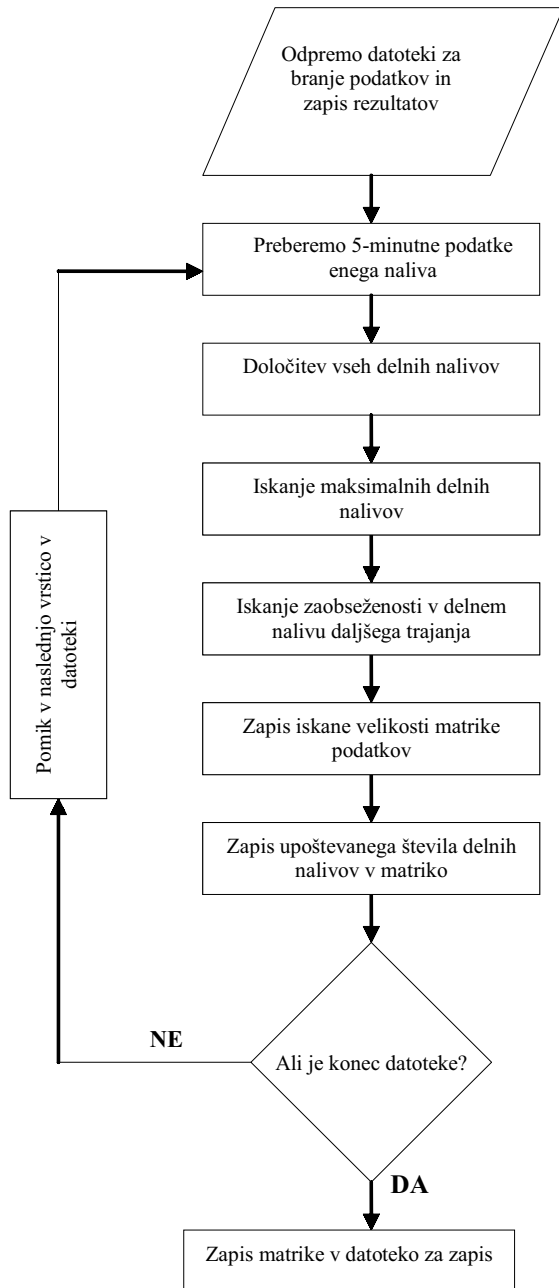 Odpremo datoteki za
branje podatkov in
zapis rezultatov
Preberemo 5-minutne podatke
enega naliva
Določitev vseh delnih nalivov
Iskanje maksimalnih delnih
nalivov
Iskanje zaobseženosti v delnem
nalivu daljšega trajanja
Zapis iskane velikosti matrike
podatkov
Zapis upoštevanega števila delnih
nalivov v matriko
Ali je konec datoteke?
NE
Pomik v naslednjo vrstico v
datoteki
DA
Zapis matrike v datoteko za zapis